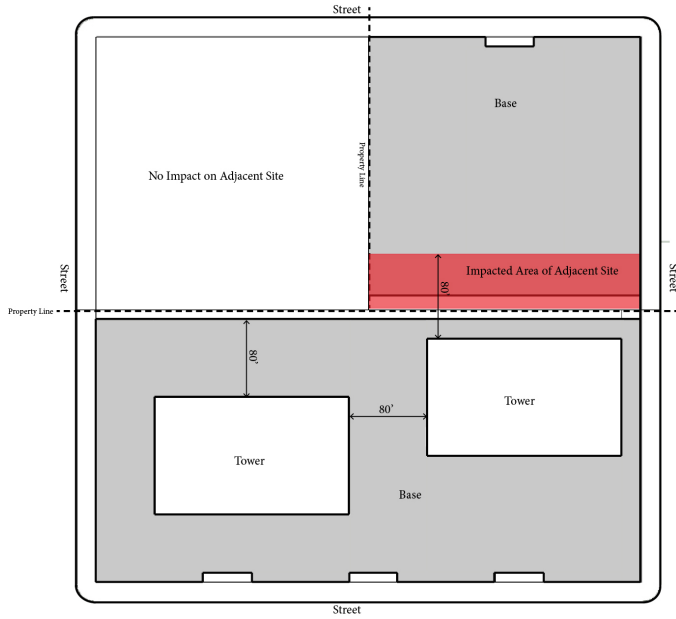 Street
Base
Property Line
No Impact on Adjacent Site
Street
Impacted Area of Adjacent Site
Street
80’
Property Line
80’
80’
Tower
Tower
Base
Street